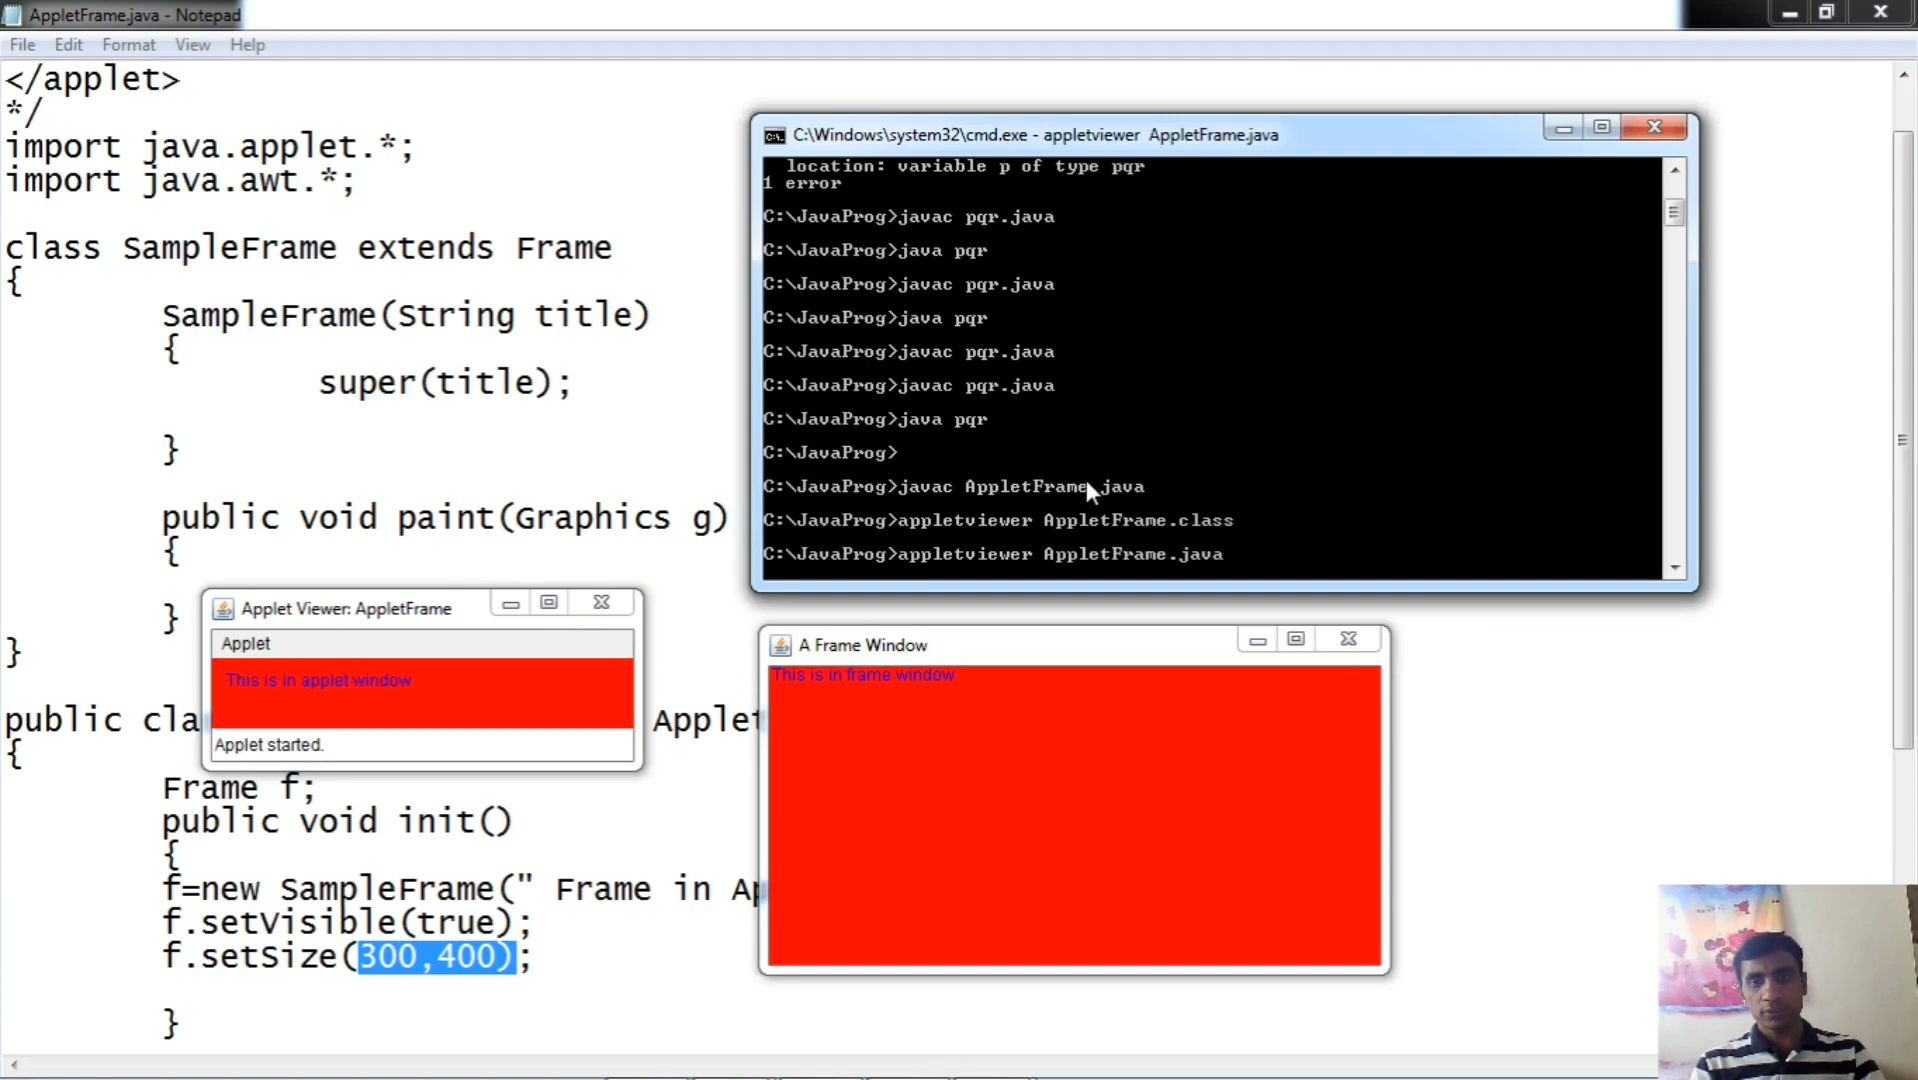 AppletFrame.java - Notepad
File Edit Format View Help
</applet>
*/
import java.applet.*;
import java.awt.*;
class SampleFrame extends Frame
{
SampleFrame(String title)
{
super(title);
}
public void paint(Graphics g)
{
}
}
public cla Applet
{
Frame f;
public void init()
{
f=new SampleFrame(" Frame in Ap
f.setVisible(true);
f.setSize(300,400);
}
C:\Windows\system32\cmd.exe - appletviewer AppletFrame.java
location: variable p of type pqr
1 error
C:\JavaProg>javac pqr.java
C:\JavaProg>java pqr
C:\JavaProg>javac pqr.java
C:\JavaProg>java pqr
C:\JavaProg>javac pqr.java
C:\JavaProg>javac pqr.java
C:\JavaProg>java pqr
C:\JavaProg>
C:\JavaProg>javac AppletFrame.java
C:\JavaProg>appletviewer AppletFrame.class
C:\JavaProg>appletviewer AppletFrame.java
Applet Viewer: AppletFrame
Applet
This is in applet window
Applet started.
A Frame Window
This is in frame window